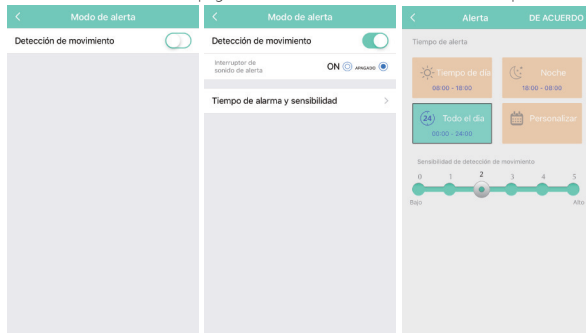 Modo de alerta
Detección de movimiento
Modo de alerta
Detección de movimiento
Interruptor de
sonido de alerta
ON
APAGADO
Tiempo de alarma y sensibilidad
Alerta
DE ACUERDO
Tiempo de alerta
Tiempo de día
08:00 - 18:00
Noche
18:00 - 08:00
24
Todo el día
00:00 - 24:00
Personalizar
Sensibilidad de detección de movimiento
0 1 2 3 4 5
Bajo
Alto